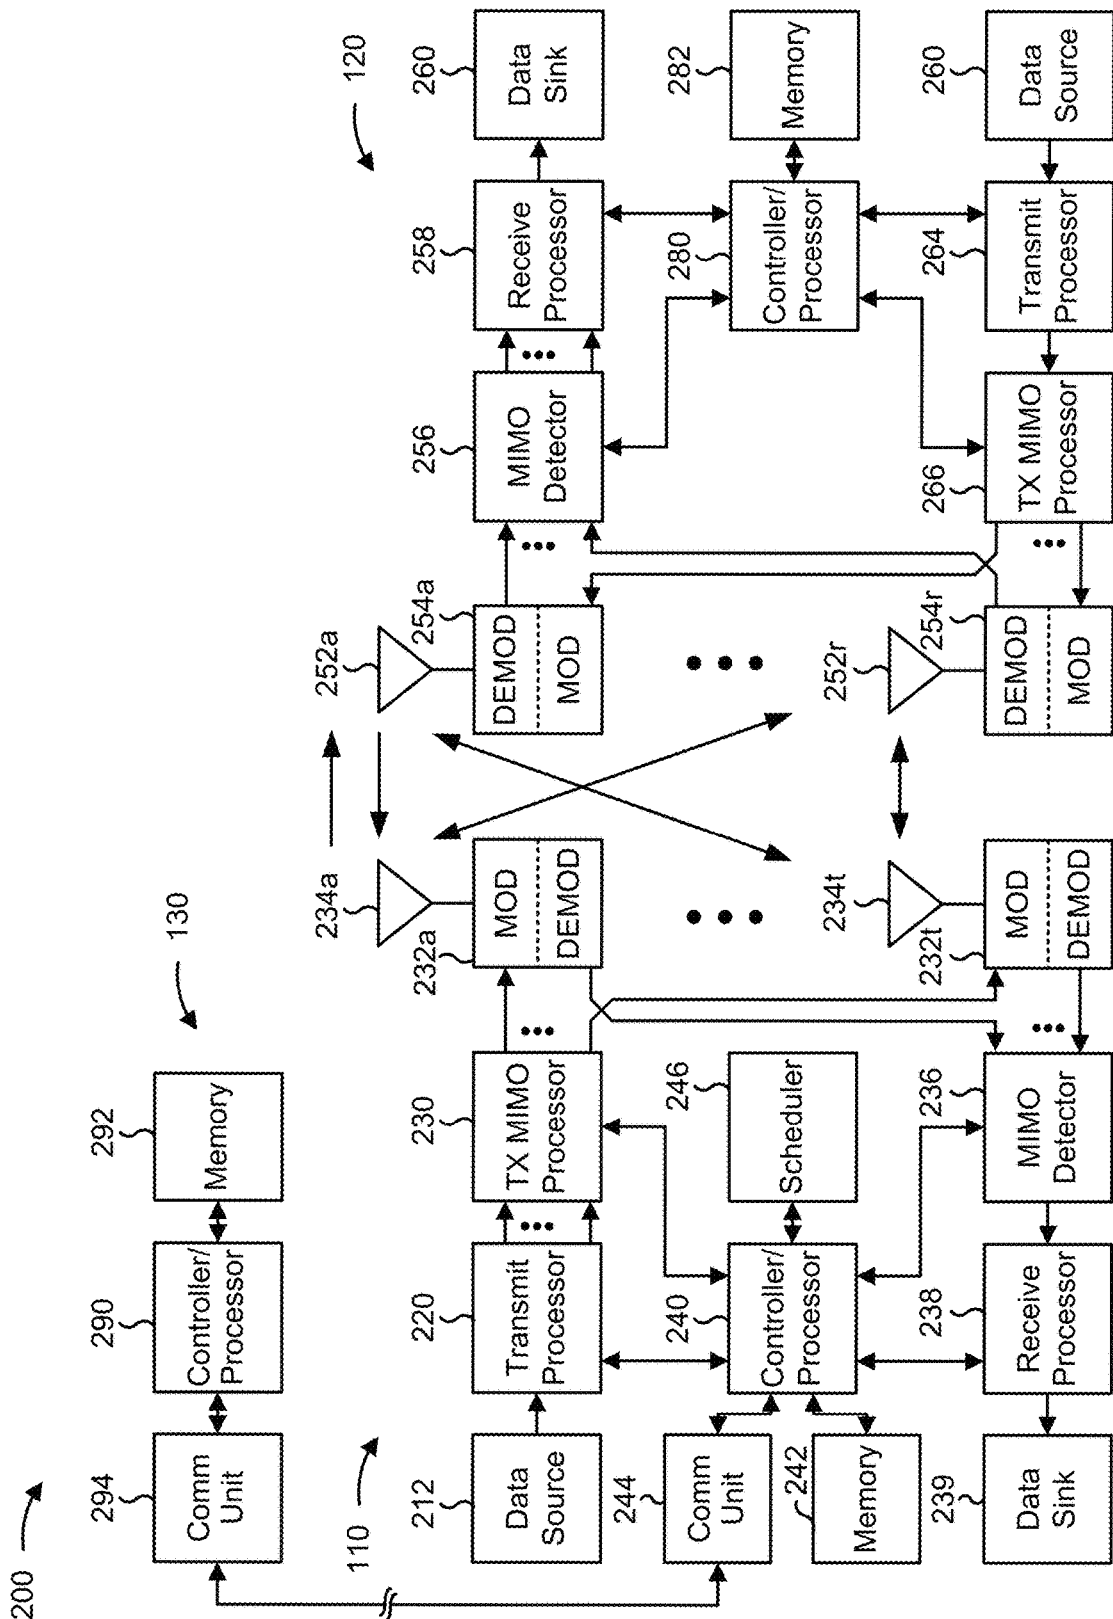 200
130
294
290
292
Comm
Unit
Controller/
Processor
Memory
110
120
212
220
230
232a
234a
252a
254a
256
258
260
Data
Source
Transmit
Processor
TX MIMO
Processor
MOD
DEMOD
DEMOD
MOD
MIMO
Detector
Receive
Processor
Data
Sink
244
240
246
280
282
Comm
Unit
Controller/
Processor
Scheduler
Controller/
Processor
Memory
242
Memory
239
238
236
232t
234t
252r
254r
266
264
260
Data
Sink
Receive
Processor
MIMO
Detector
MOD
DEMOD
DEMOD
MOD
TX MIMO
Processor
Transmit
Processor
Data
Source